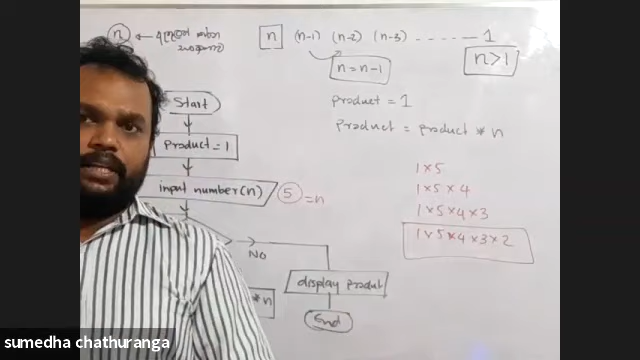 n n (n-1) (n-2) (n-3) - - - - - - - 1
n = n-1
n > 1
product = 1
product = product * n
Start
product = 1
input number (n) 5 = n
No
display product
* n
End
1 × 5
1 × 5 × 4
1 × 5 × 4 × 3
1 × 5 × 4 × 3 × 2
sumedha chathuranga